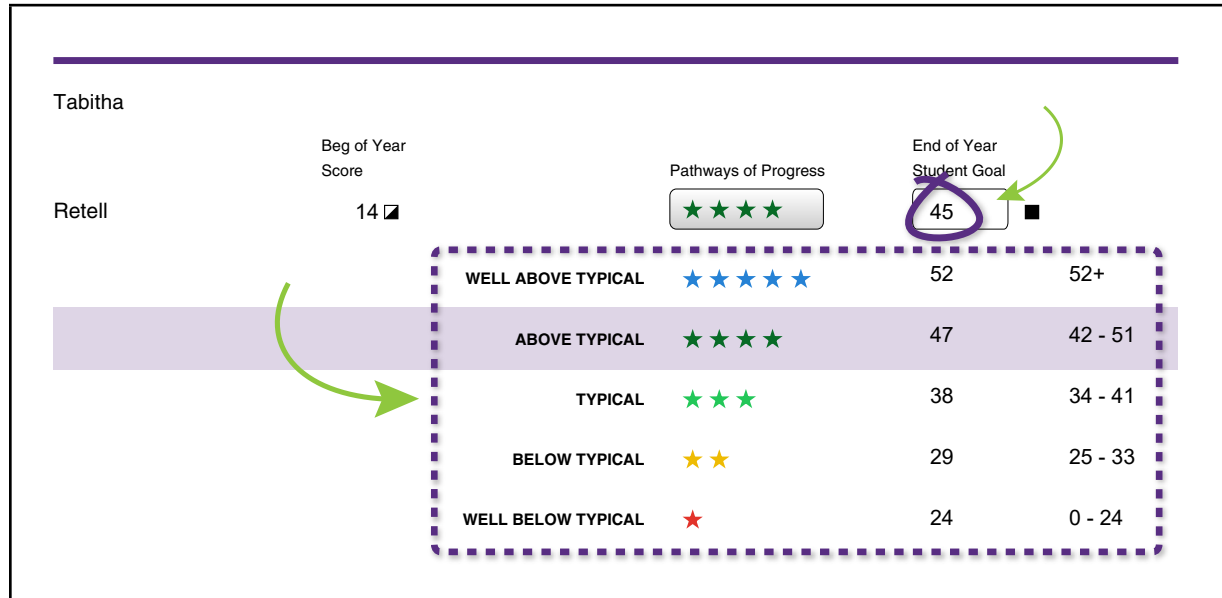 Tabitha
Beg of Year
Score
Pathways of Progress
End of Year
Student Goal
Retell 14 ★★★★ 45
WELL ABOVE TYPICAL ★★★★★ 52 52+
ABOVE TYPICAL ★★★★ 47 42 - 51
TYPICAL ★★★ 38 34 - 41
BELOW TYPICAL ★★ 29 25 - 33
WELL BELOW TYPICAL ★ 24 0 - 24